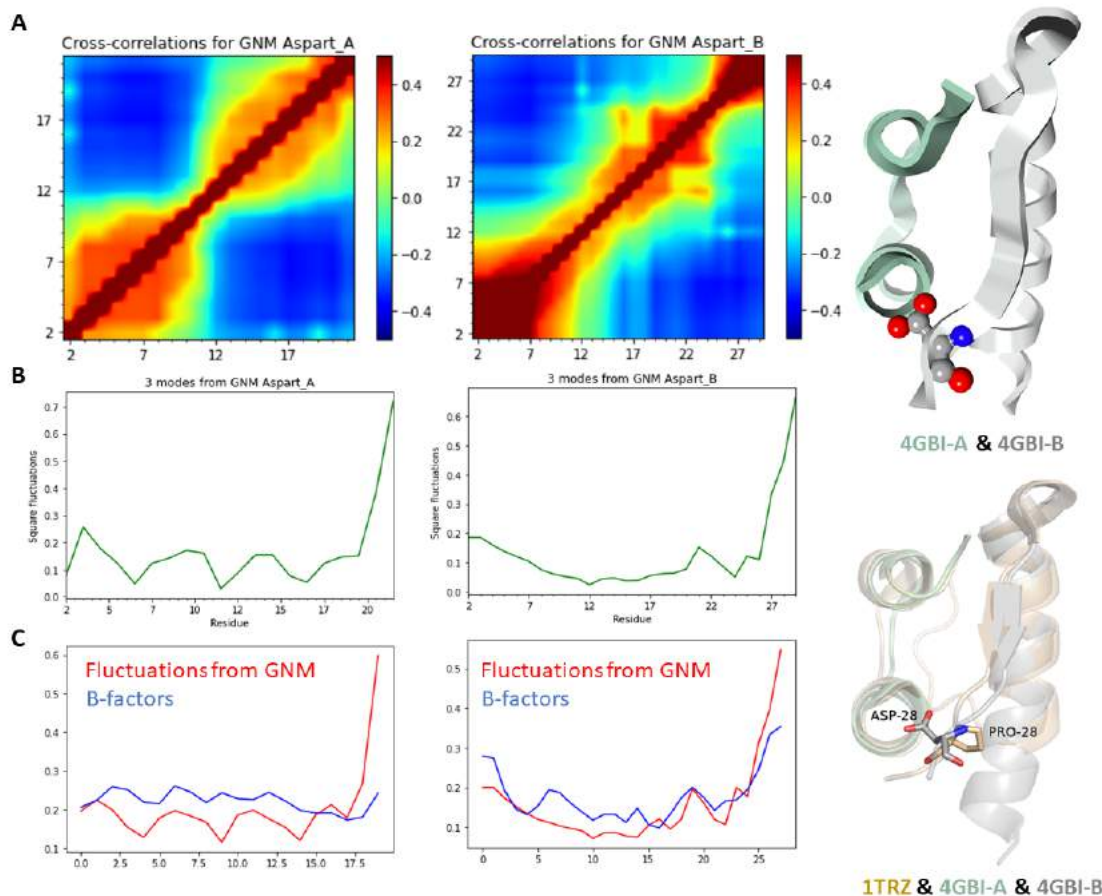 A
Cross-correlations for GNM Aspart_A
Cross-correlations for GNM Aspart_B
17
12
7
2
2 7 12 17
0.4
0.2
0.0
−0.2
−0.4
27
22
17
12
7
2
2 7 12 17 22 27
0.4
0.2
0.0
−0.2
−0.4
4GBI-A & 4GBI-B
B
3 modes from GNM Aspart_A
Square fluctuations
0.7
0.6
0.5
0.4
0.3
0.2
0.1
0.0
2 5 7 10 12 15 17 20
Residue
3 modes from GNM Aspart_B
Square fluctuations
0.6
0.5
0.4
0.3
0.2
0.1
0.0
2 7 12 17 22 27
Residue
C
Fluctuations from GNM
B-factors
0.6
0.5
0.4
0.3
0.2
0.1
0.0 2.5 5.0 7.5 10.0 12.5 15.0 17.5
Fluctuations from GNM
B-factors
0.5
0.4
0.3
0.2
0.1
0 5 10 15 20 25
ASP-28
PRO-28
1TRZ & 4GBI-A & 4GBI-B